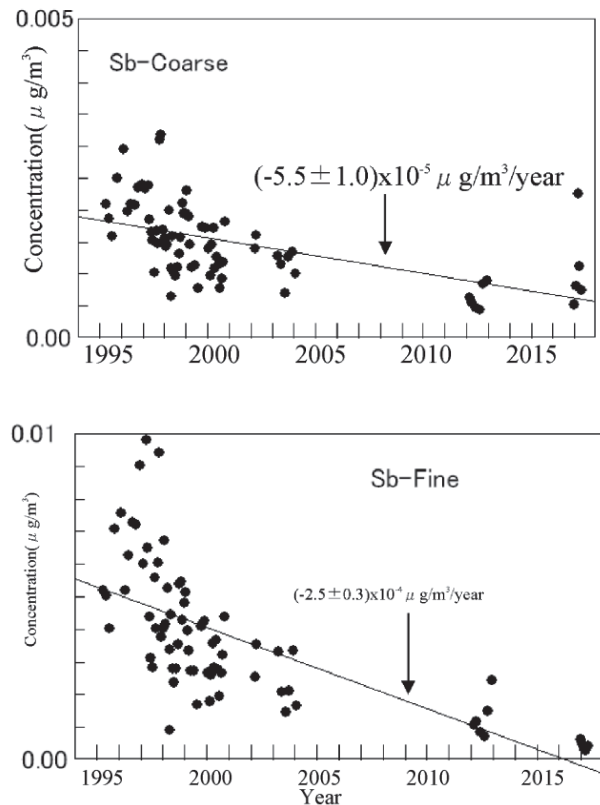 0.005
Sb-Coarse
Concentration( μ g/m³)
(-5.5±1.0)x10⁻⁵ μ g/m³/year
0.00
1995 2000 2005 2010 2015
0.01
Sb-Fine
Concentration( μ g/m³)
(-2.5±0.3)x10⁻⁴ μ g/m³/year
0.00
1995 2000 2005 2010 2015
Year